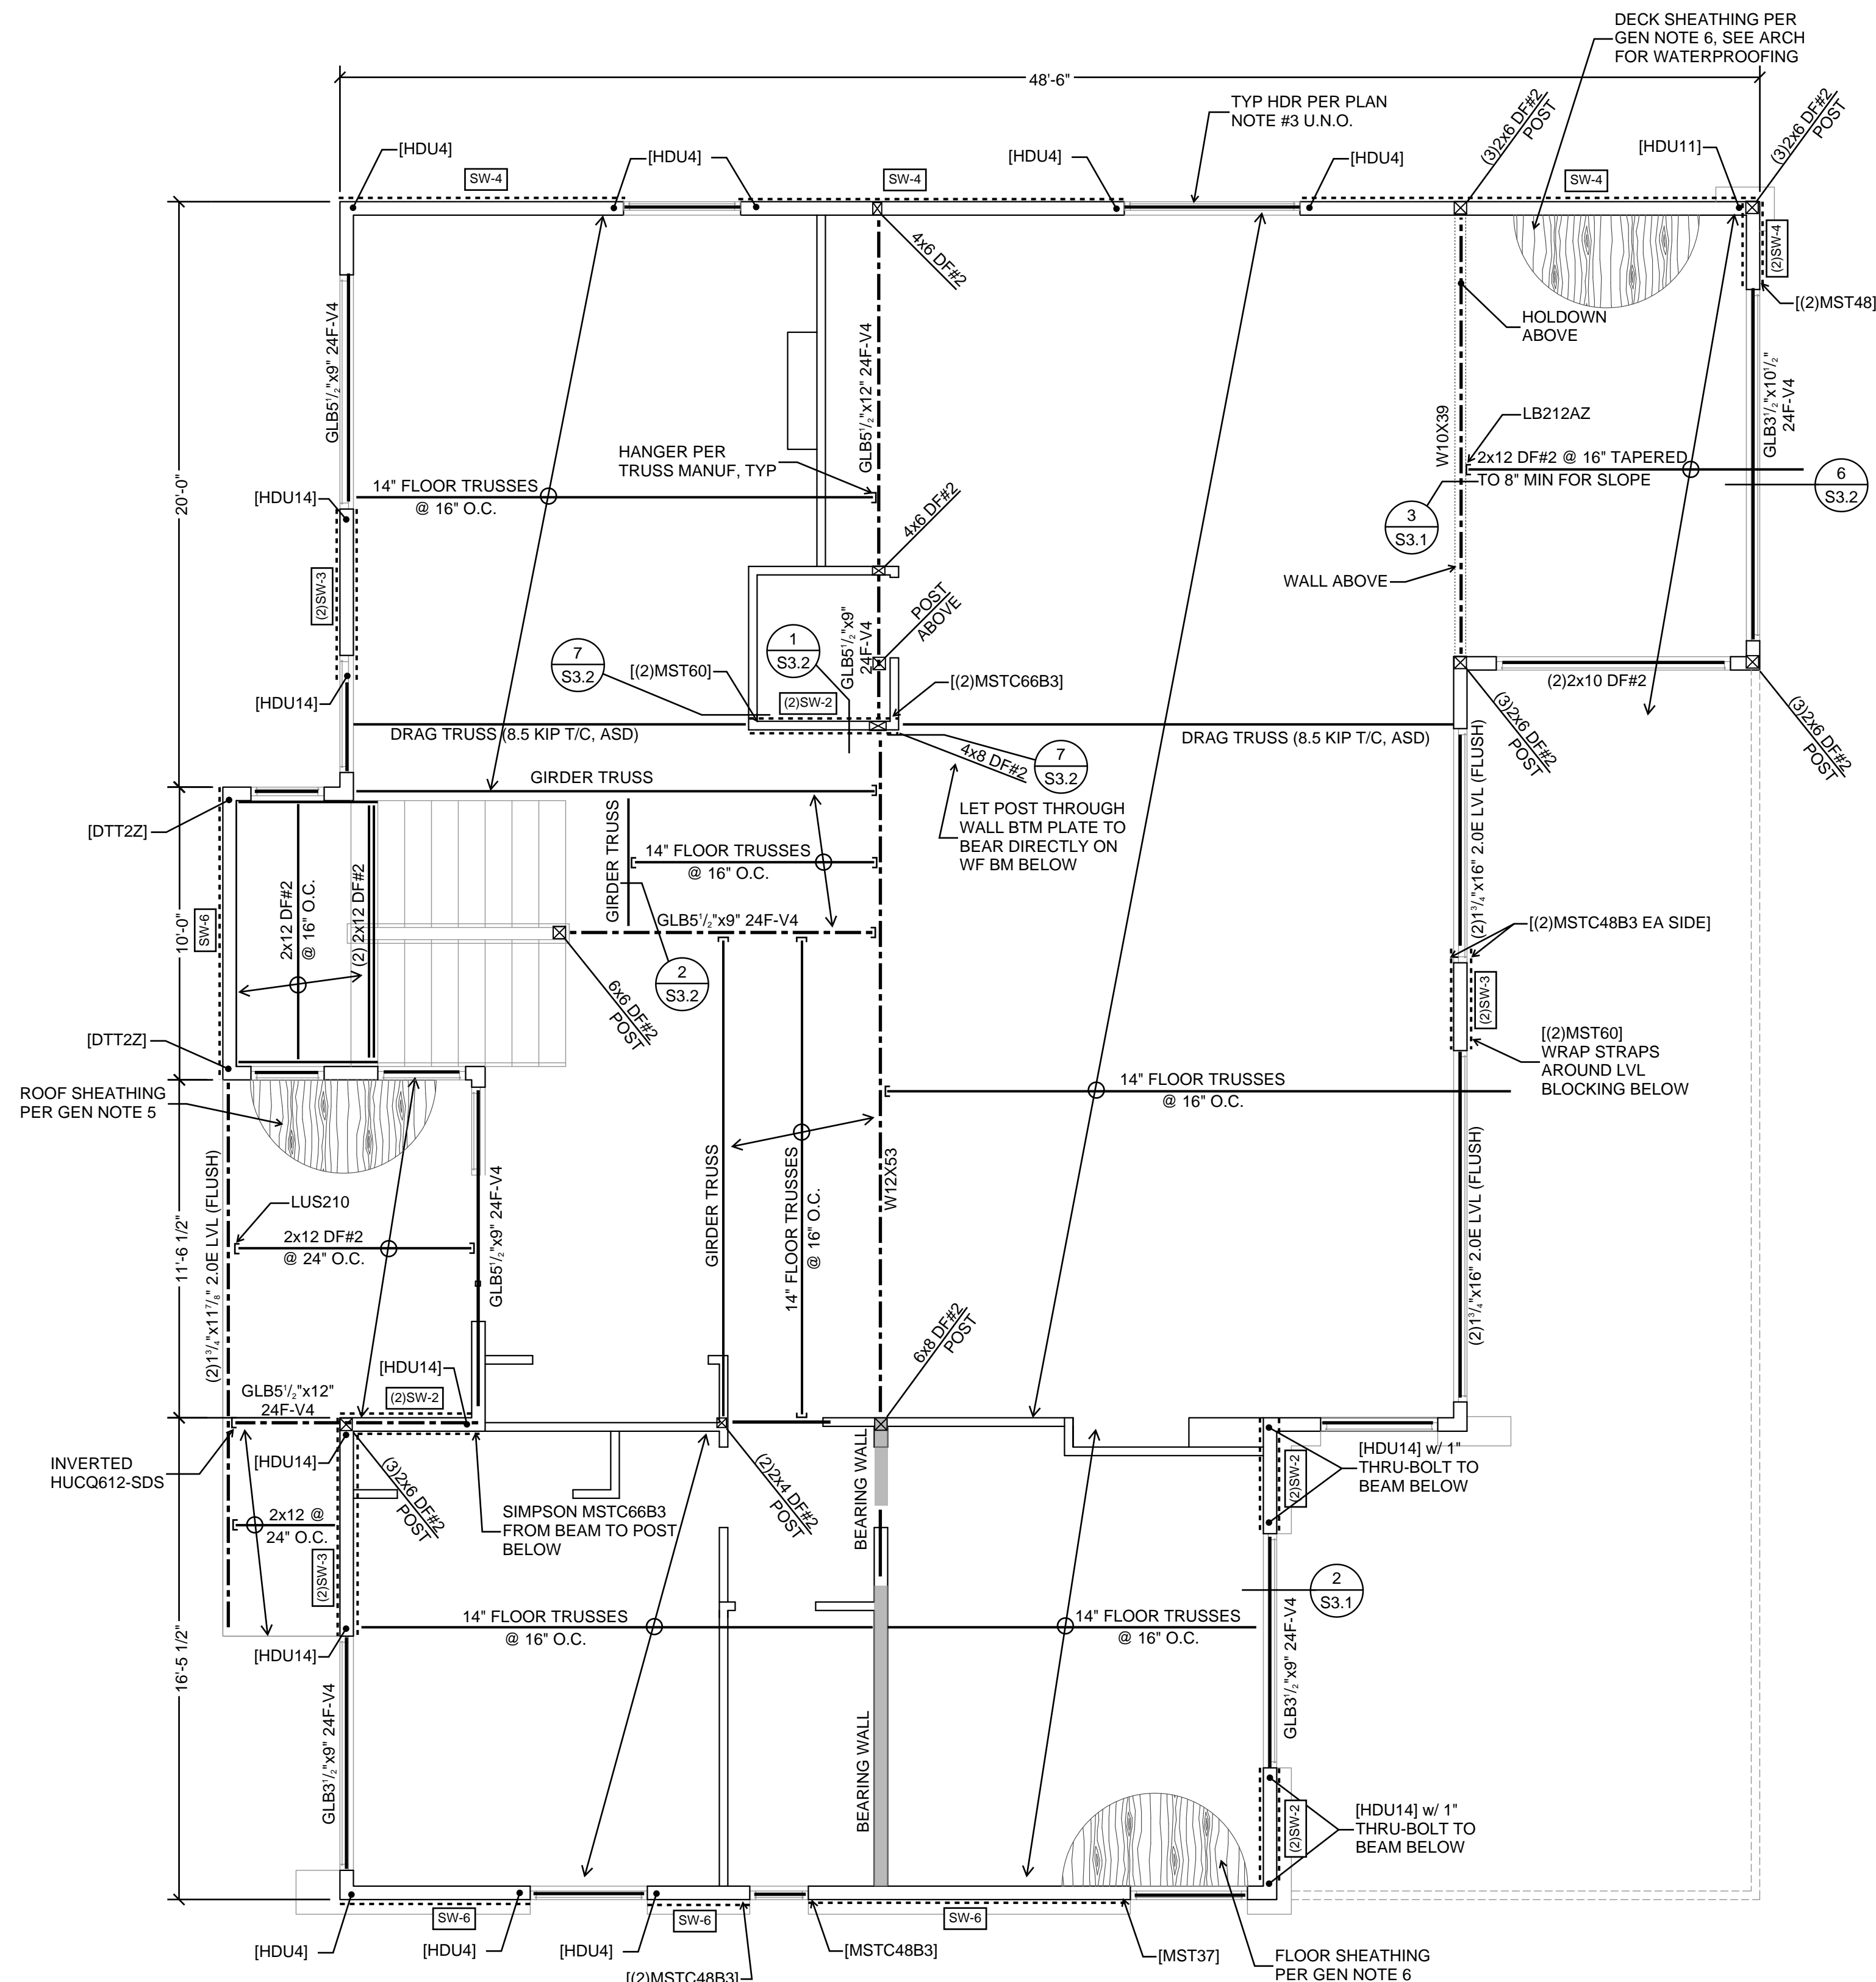 DECK SHEATHING PER
GEN NOTE 6, SEE ARCH
FOR WATERPROOFING
48'-6"
TYP HDR PER PLAN
NOTE #3 U.N.O.
(3)2x6 DF#2
POST
(3)2x6 DF#2
POST
[HDU4]
SW-4
[HDU4]
SW-4
[HDU4]
[HDU4]
SW-4
[HDU11]
(2)SW-4
[(2)MST48]
4x6 DF#2
HOLDOWN
ABOVE
GLB5 1/2"x9" 24F-V4
GLB5 1/2"x12" 24F-V4
W10X39
LB212AZ
GLB3 1/2"x10 1/2"
24F-V4
HANGER PER
TRUSS MANUF, TYP
2x12 DF#2 @ 16" TAPERED
TO 8" MIN FOR SLOPE
6
S3.2
14" FLOOR TRUSSES
@ 16" O.C.
[HDU14]
20'-0"
4x6 DF#2
3
S3.1
(2)SW-3
WALL ABOVE
POST
ABOVE
GLB5 1/2"x9"
24F-V4
1
S3.2
7
S3.2
[(2)MST60]
[(2)MSTC66B3]
(2)SW-2
[HDU14]
(2)2x10 DF#2
(3)2x6 DF#2
POST
(3)2x6 DF#2
POST
DRAG TRUSS (8.5 KIP T/C, ASD)
DRAG TRUSS (8.5 KIP T/C, ASD)
4x8 DF#2
7
S3.2
GIRDER TRUSS
LET POST THROUGH
WALL BTM PLATE TO
BEAR DIRECTLY ON
WF BM BELOW
[DTT2Z]
GIRDER TRUSS
14" FLOOR TRUSSES
@ 16" O.C.
(2)1 3/4"x16" 2.0E LVL (FLUSH)
10'-0"
SW-6
2x12 DF#2
@ 16" O.C.
(2) 2x12 DF#2
GLB5 1/2"x9" 24F-V4
[(2)MSTC48B3 EA SIDE]
2
S3.2
6x6 DF#2
POST
(2)SW-3
[DTT2Z]
[(2)MST60]
WRAP STRAPS
AROUND LVL
BLOCKING BELOW
ROOF SHEATHING
PER GEN NOTE 5
14" FLOOR TRUSSES
@ 16" O.C.
11'-6 1/2"
(2)1 3/4"x11 7/8" 2.0E LVL (FLUSH)
LUS210
2x12 DF#2
@ 24" O.C.
GLB5 1/2"x9" 24F-V4
GIRDER TRUSS
14" FLOOR TRUSSES
@ 16" O.C.
W12X53
(2)1 3/4"x16" 2.0E LVL (FLUSH)
6x8 DF#2
POST
[HDU14]
(2)SW-2
GLB5 1/2"x12"
24F-V4
INVERTED
HUCQ612-SDS
[HDU14]
(3)2x6 DF#2
POST
SIMPSON MSTC66B3
FROM BEAM TO POST
BELOW
(2)2x4 DF#2
POST
BEARING WALL
(2)SW-2
[HDU14] w/ 1"
THRU-BOLT TO
BEAM BELOW
2x12 @
24" O.C.
(2)SW-3
2
S3.1
14" FLOOR TRUSSES
@ 16" O.C.
14" FLOOR TRUSSES
@ 16" O.C.
[HDU14]
16'-5 1/2"
GLB3 1/2"x9" 24F-V4
BEARING WALL
GLB3 1/2"x9" 24F-V4
(2)SW-2
[HDU14] w/ 1"
THRU-BOLT TO
BEAM BELOW
SW-6
SW-6
SW-6
[HDU4]
[HDU4]
[HDU4]
[(2)MSTC48B3]
[MSTC48B3]
[MST37]
FLOOR SHEATHING
PER GEN NOTE 6